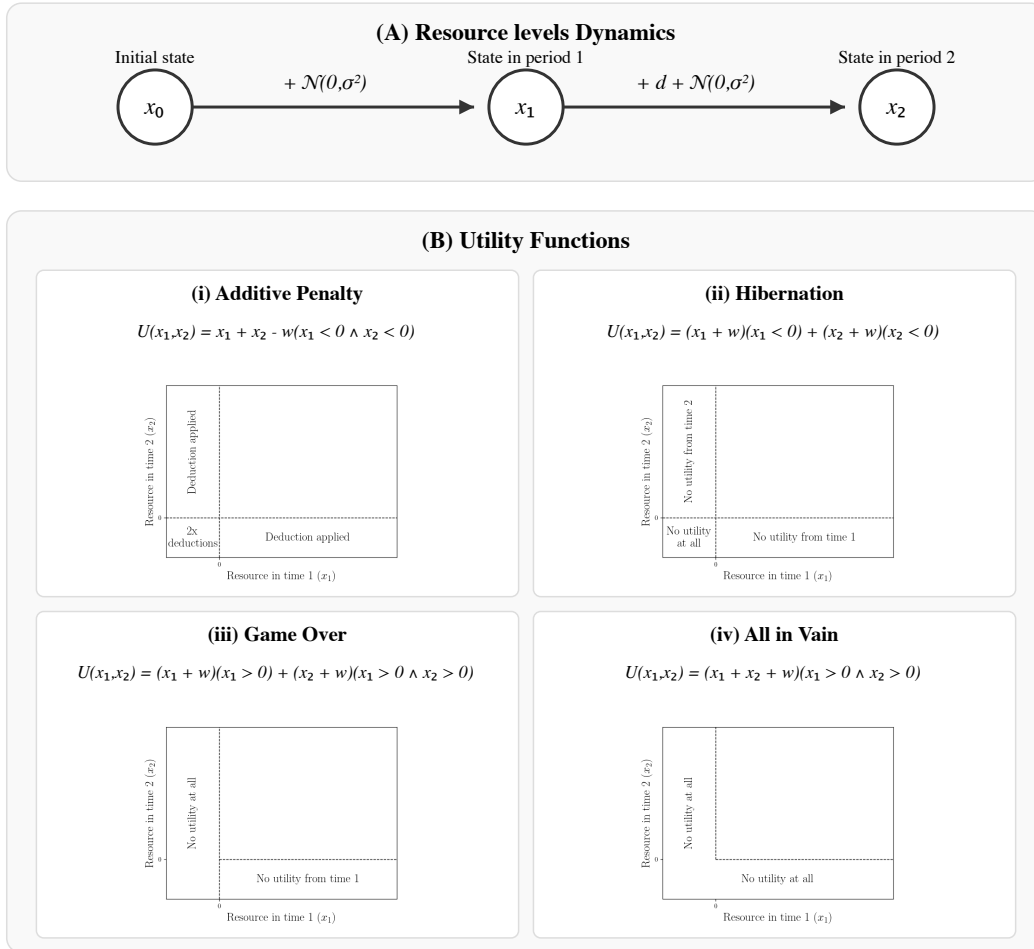 (A) Resource levels Dynamics
Initial state
State in period 1
State in period 2
+ 𝒩(0,σ²)
+ d + 𝒩(0,σ²)
x₀
x₁
x₂
(B) Utility Functions
(i) Additive Penalty
U(x₁,x₂) = x₁ + x₂ - w(x₁ < 0 ∧ x₂ < 0)
Resource in time 2 (x₂)
Deduction applied
0
2x
deductions
Deduction applied
0
Resource in time 1 (x₁)
(ii) Hibernation
U(x₁,x₂) = (x₁ + w)(x₁ < 0) + (x₂ + w)(x₂ < 0)
Resource in time 2 (x₂)
No utility from time 2
0
No utility
at all
No utility from time 1
0
Resource in time 1 (x₁)
(iii) Game Over
U(x₁,x₂) = (x₁ + w)(x₁ > 0) + (x₂ + w)(x₁ > 0 ∧ x₂ > 0)
Resource in time 2 (x₂)
No utility at all
0
No utility from time 1
0
Resource in time 1 (x₁)
(iv) All in Vain
U(x₁,x₂) = (x₁ + x₂ + w)(x₁ > 0 ∧ x₂ > 0)
Resource in time 2 (x₂)
No utility at all
0
No utility at all
0
Resource in time 1 (x₁)